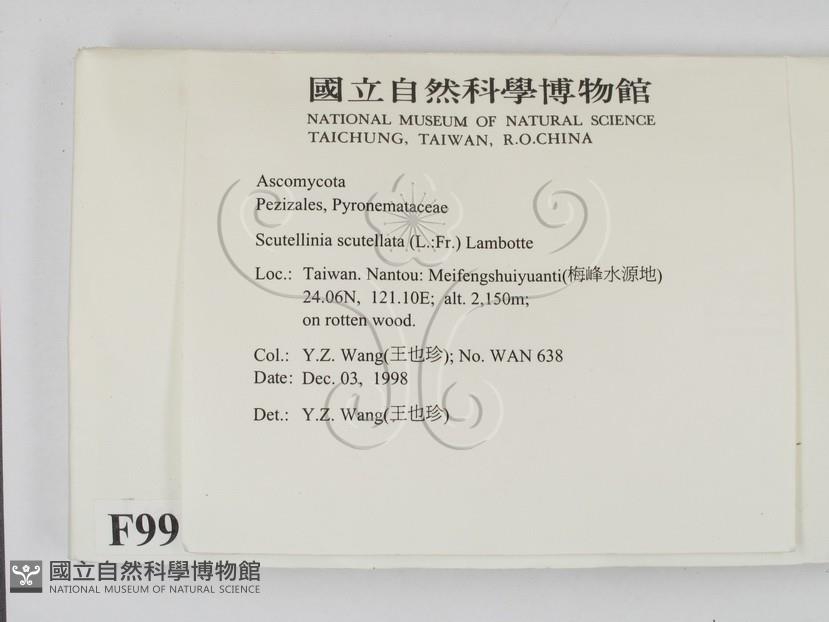 國立自然科學博物館
NATIONAL MUSEUM OF NATURAL SCIENCE
TAICHUNG, TAIWAN, R.O.CHINA
Ascomycota
Pezizales, Pyronemataceae
Scutellinia scutellata (L.:Fr.) Lambotte
Loc.: Taiwan. Nantou: Meifengshuiyuanti(梅峰水源地)
24.06N, 121.10E; alt. 2,150m;
on rotten wood.
Col.: Y.Z. Wang(王也珍); No. WAN 638
Date: Dec. 03, 1998
Det.: Y.Z. Wang(王也珍)
F99
國立自然科學博物館
NATIONAL MUSEUM OF NATURAL SCIENCE